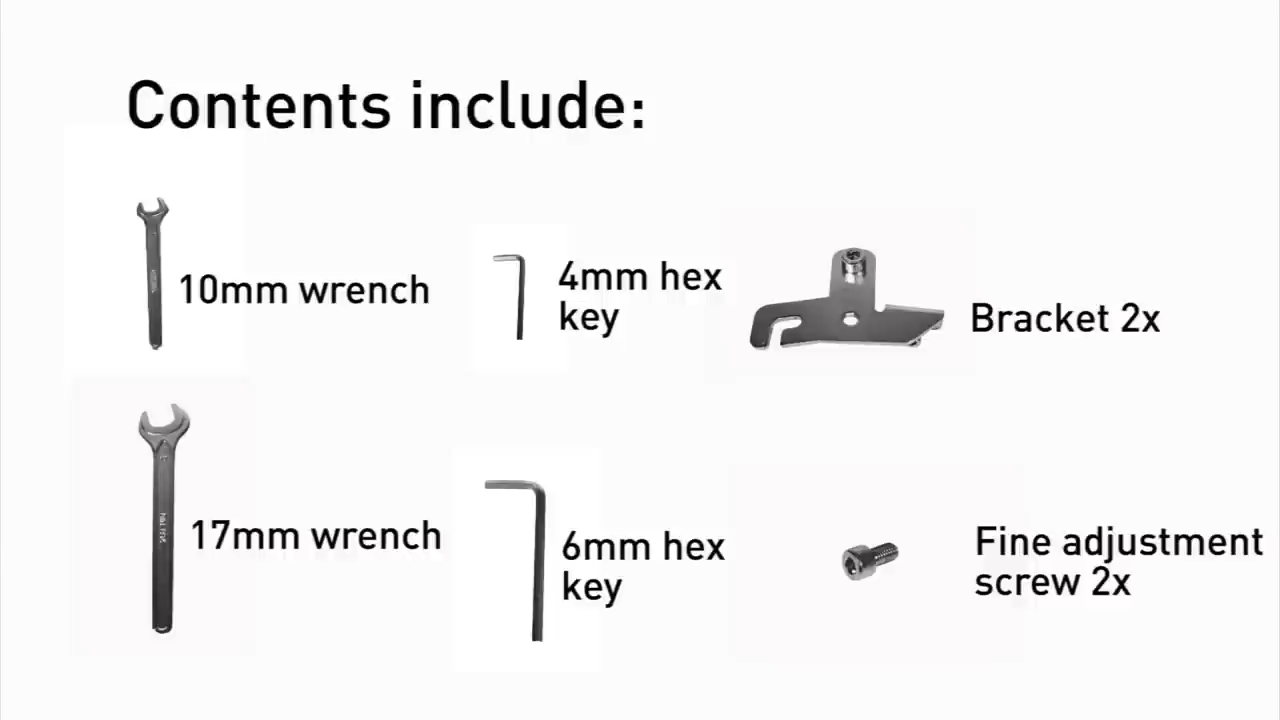 Contents include:
10mm wrench
4mm hex
key
Bracket 2x
17mm wrench
6mm hex
key
Fine adjustment
screw 2x